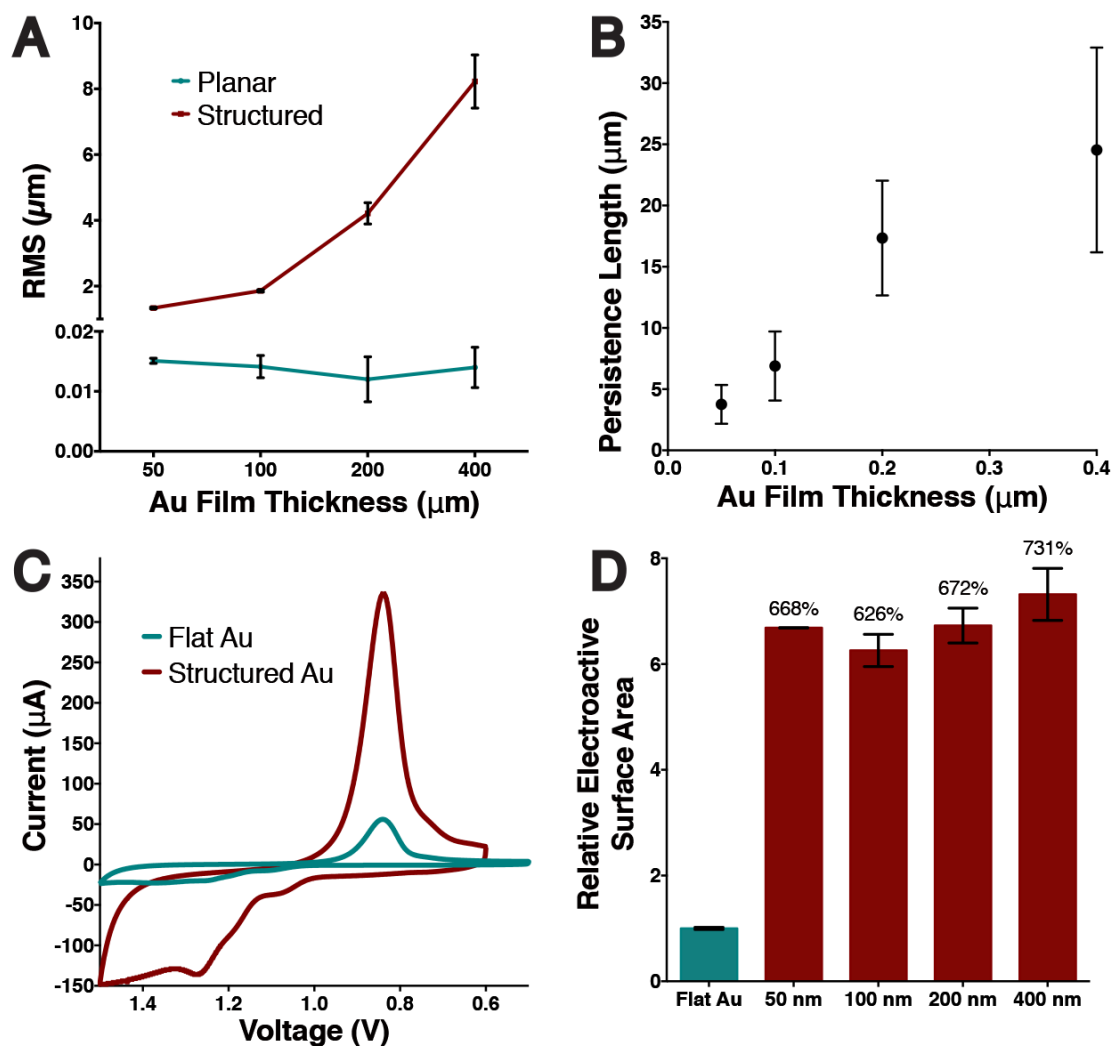 A
10
8
6
4
2
0.02
0.01
0.00
RMS (µm)
Planar
Structured
50 100 200 400
Au Film Thickness (µm)
B
35
30
25
20
15
10
5
0
Persistence Length (µm)
0.0 0.1 0.2 0.3 0.4
Au Film Thickness (µm)
C
350
300
250
200
150
100
50
0
-50
-100
-150
Current (µA)
Flat Au
Structured Au
1.4 1.2 1.0 0.8 0.6
Voltage (V)
D
8
6
4
2
0
Relative Electroactive
Surface Area
668% 626% 672% 731%
Flat Au 50 nm 100 nm 200 nm 400 nm